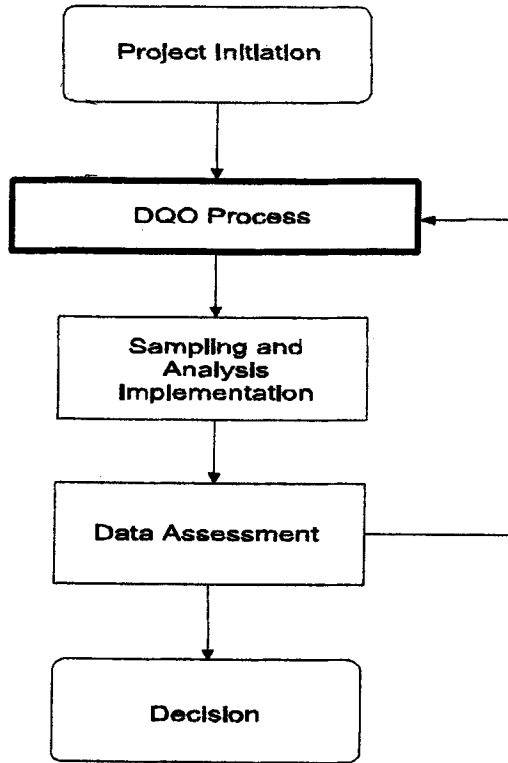 Project Initiation
DQO Process
Sampling and
Analysis
Implementation
Data Assessment
Decision